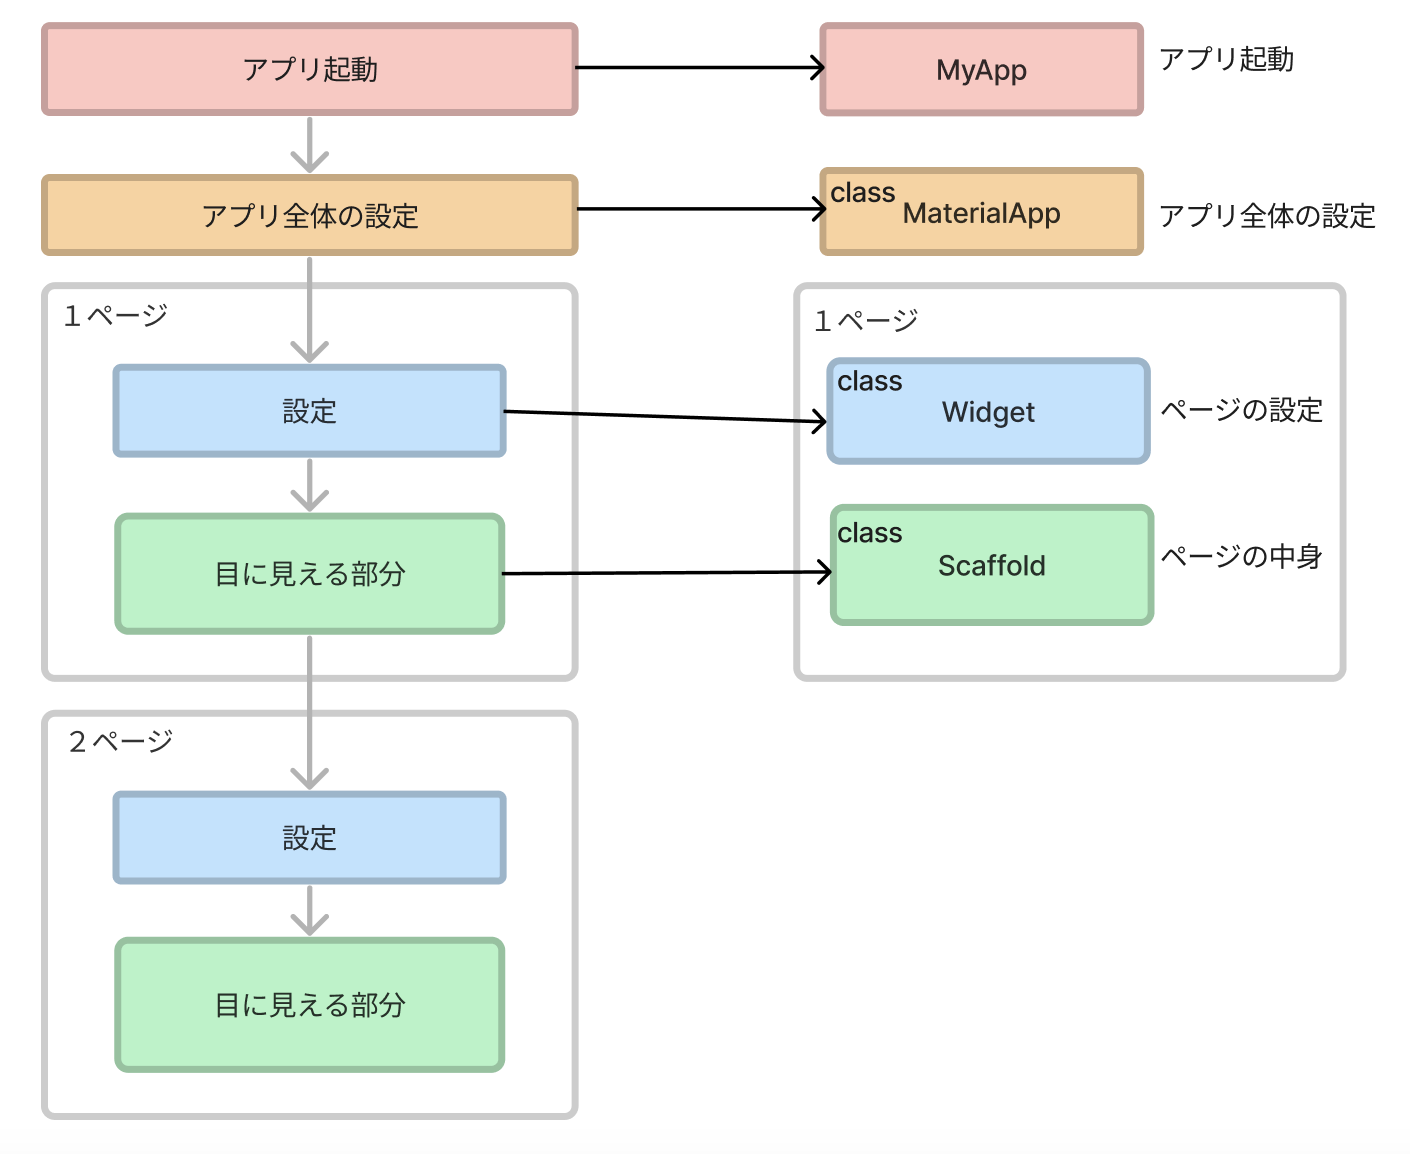 アプリ起動
MyApp
アプリ起動
アプリ全体の設定
class
MaterialApp
アプリ全体の設定
１ページ
設定
目に見える部分
１ページ
class
Widget
ページの設定
class
Scaffold
ページの中身
２ページ
設定
目に見える部分